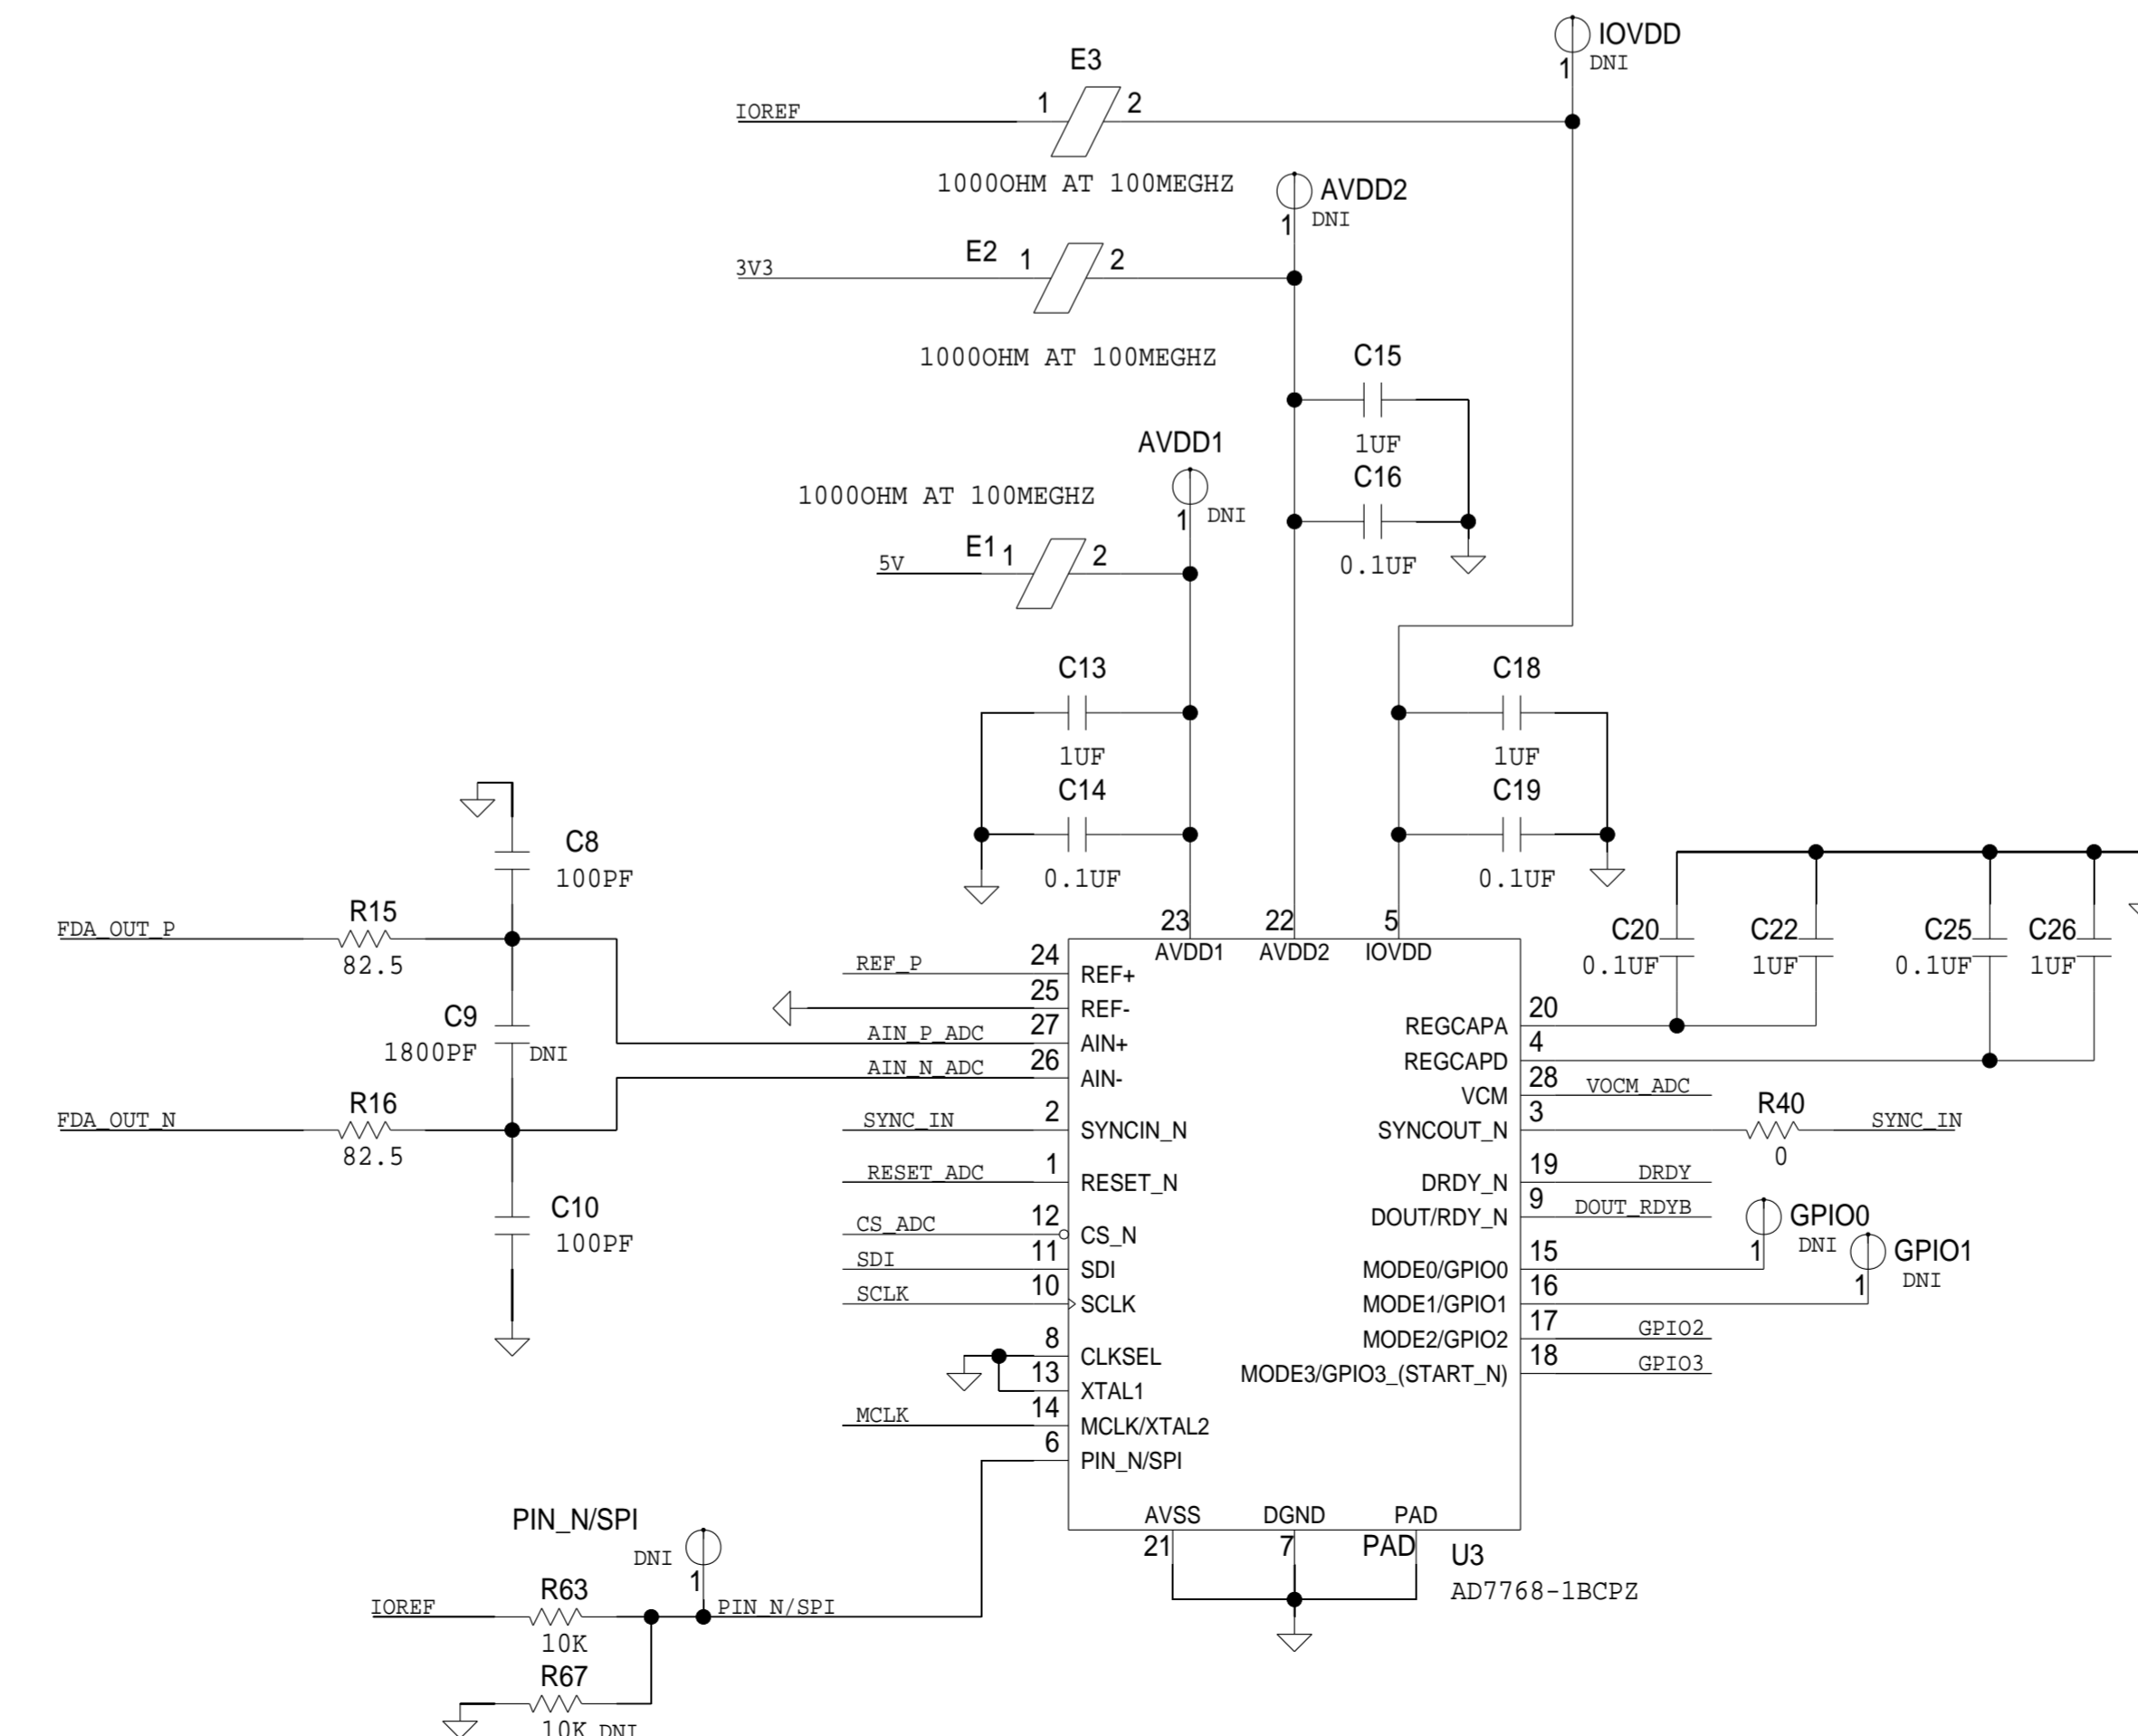 IOVDD
1 DNI
E3
IOREF 1 2
1000OHM AT 100MEGHZ
AVDD2
1 DNI
3V3 E2 1 2
1000OHM AT 100MEGHZ
C15
1UF
AVDD1
C16
1000OHM AT 100MEGHZ
1 DNI
0.1UF
5V E1 1 2
C13
1UF
C14
0.1UF
C18
1UF
C19
0.1UF
C8
100PF
FDA_OUT_P R15
82.5
C9
1800PF DNI
FDA_OUT_N R16
82.5
C10
100PF
23 22 5
AVDD1 AVDD2 IOVDD
C20 C22 C25 C26
0.1UF 1UF 0.1UF 1UF
REF_P 24 REF+
25 REF-
AIN_P_ADC 27 AIN+
AIN_N_ADC 26 AIN-
SYNC_IN 2 SYNCIN_N
RESET_ADC 1 RESET_N
CS_ADC 12 CS_N
SDI 11 SDI
SCLK 10 SCLK
8 CLKSEL
13 XTAL1
MCLK 14 MCLK/XTAL2
6 PIN_N/SPI
REGCAPA 20
REGCAPD 4
VCM 28 VOCM_ADC
SYNCOUT_N 3 R40 SYNC_IN
0
DRDY_N 19 DRDY
DOUT/RDY_N 9 DOUT_RDYB
GPIO0
1 DNI
GPIO1
1 DNI
MODE0/GPIO0 15
MODE1/GPIO1 16
MODE2/GPIO2 17 GPIO2
MODE3/GPIO3_(START_N) 18 GPIO3
AVSS DGND PAD
21 7 PAD
U3
AD7768-1BCPZ
PIN_N/SPI
DNI
1
IOREF R63 PIN_N/SPI
10K
R67
10K DNI